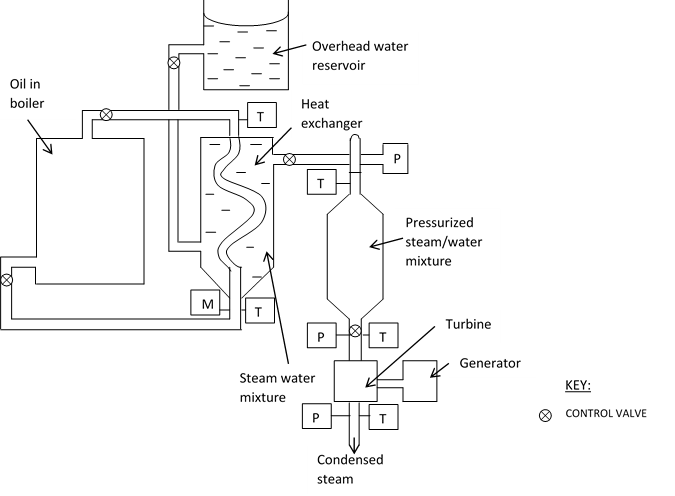 Overhead water
reservoir
Oil in
boiler
Heat
exchanger
T
P
T
Pressurized
steam/water
mixture
M
T
Turbine
P
T
Generator
Steam water
mixture
KEY:
CONTROL VALVE
P
T
Condensed
steam